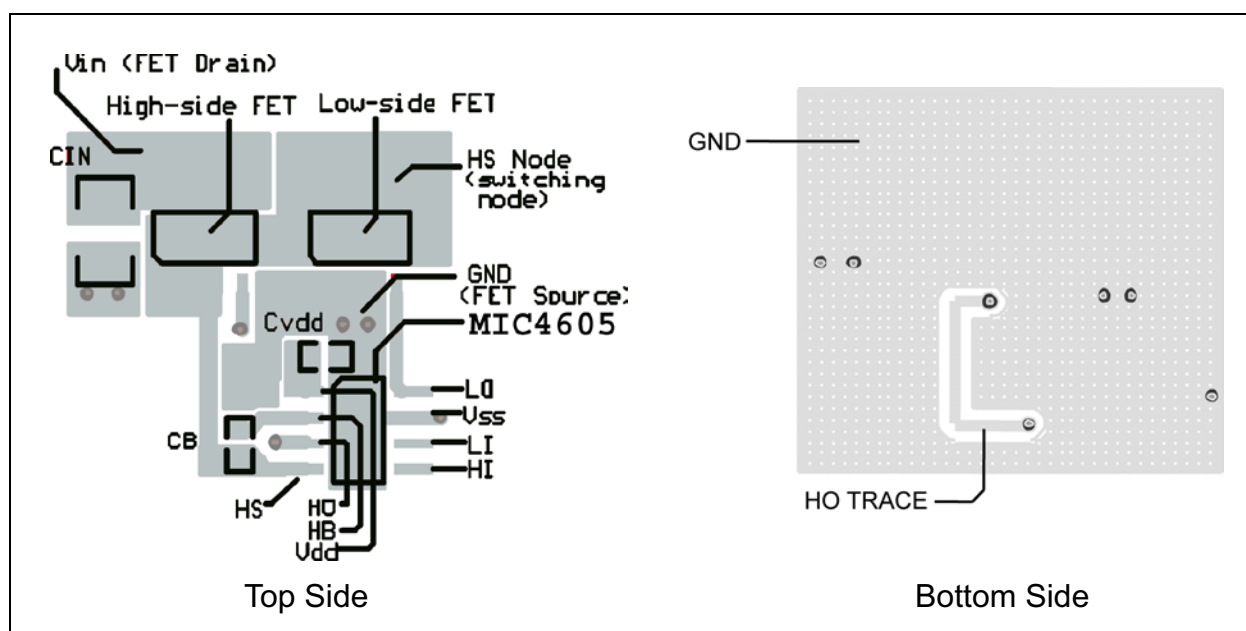 Vin (FET Drain)
High-side FET
Low-side FET
CIN
HS Node
(switching
node)
GND
(FET Source)
Cvdd
MIC4605
LO
Vss
LI
HI
CB
HS
HO
HB
Vdd
Top Side
GND
HO TRACE
Bottom Side